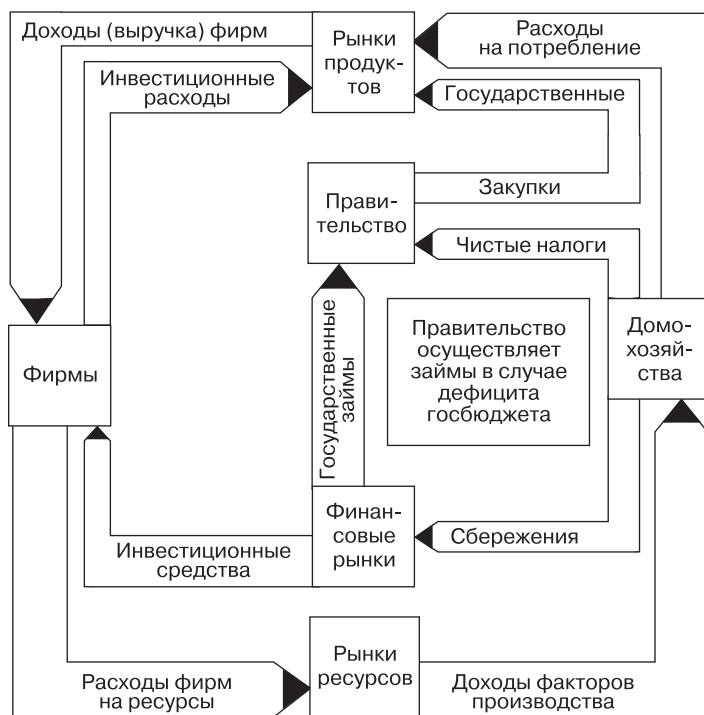 Доходы (выручка) фирм
Рынки
продук-
тов
Расходы
на потребление
Инвестиционные
расходы
Государственные
Закупки
Прави-
тельство
Чистые налоги
Государственные
займы
Правительство
осуществляет
займы в случае
дефицита
госбюджета
Домо-
хозяй-
ства
Фирмы
Финан-
совые
рынки
Сбережения
Инвестиционные
средства
Рынки
ресурсов
Расходы фирм
на ресурсы
Доходы факторов
производства